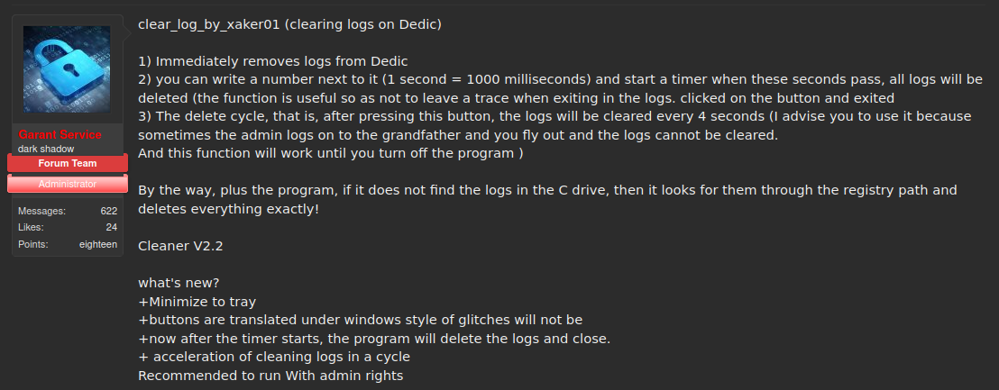 clear_log_by_xaker01 (clearing logs on Dedic)
1) Immediately removes logs from Dedic
2) you can write a number next to it (1 second = 1000 milliseconds) and start a timer when these seconds pass, all logs will be
deleted (the function is useful so as not to leave a trace when exiting in the logs. clicked on the button and exited
3) The delete cycle, that is, after pressing this button, the logs will be cleared every 4 seconds (I advise you to use it because
sometimes the admin logs on to the grandfather and you fly out and the logs cannot be cleared.
And this function will work until you turn off the program )
By the way, plus the program, if it does not find the logs in the C drive, then it looks for them through the registry path and
deletes everything exactly!
Cleaner V2.2
what's new?
+Minimize to tray
+buttons are translated under windows style of glitches will not be
+now after the timer starts, the program will delete the logs and close.
+ acceleration of cleaning logs in a cycle
Recommended to run With admin rights
Garant Service
dark shadow
Forum Team
Administrator
Messages: 622
Likes: 24
Points: eighteen